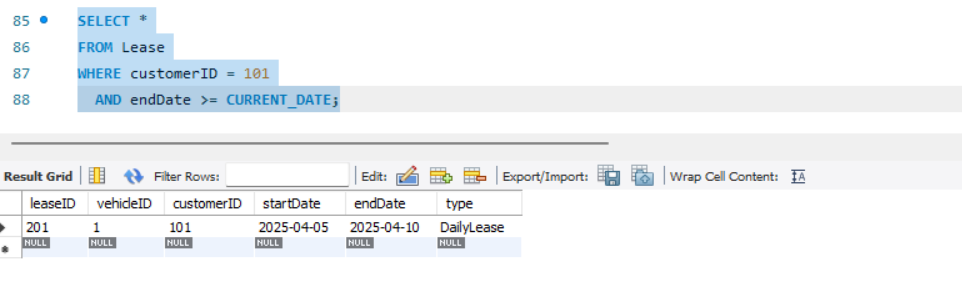 85 SELECT *
86 FROM Lease
87 WHERE customerID = 101
88 AND endDate >= CURRENT_DATE;
Result Grid Filter Rows: Edit: Export/Import: Wrap Cell Content:
leaseID vehicleID customerID startDate endDate type
201 1 101 2025-04-05 2025-04-10 DailyLease
NULL NULL NULL NULL NULL NULL